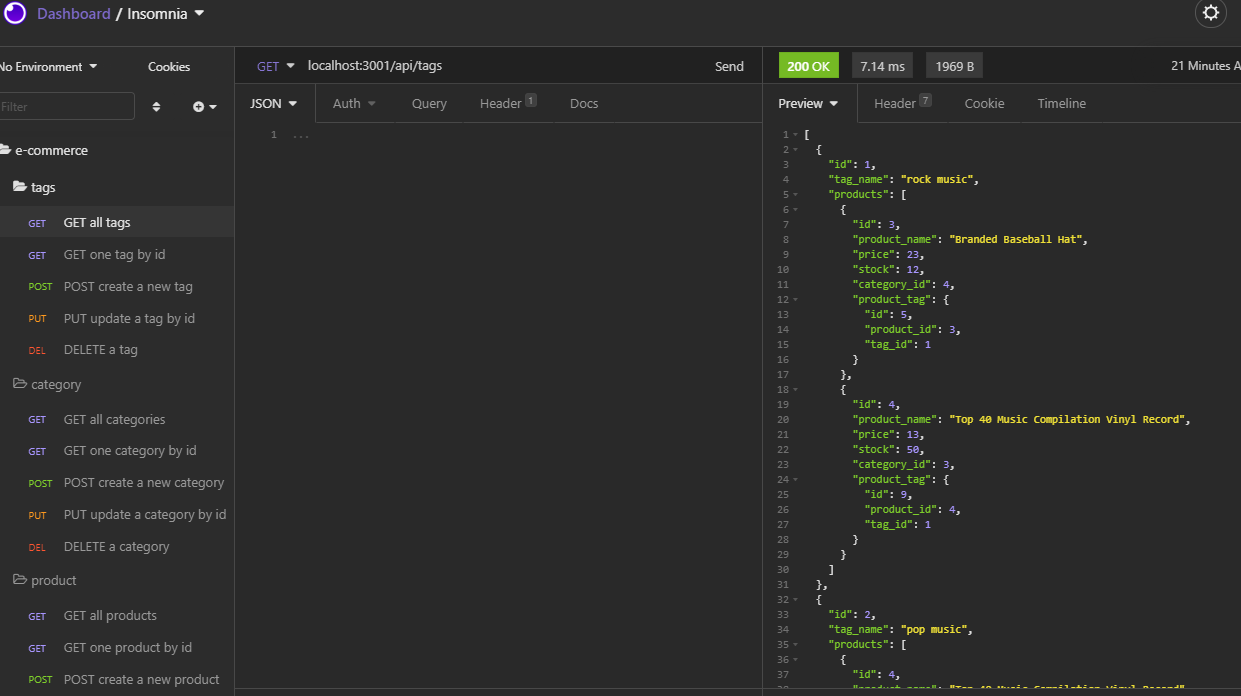 Dashboard / Insomnia
No Environment Cookies
Filter
e-commerce
tags
GET GET all tags
GET GET one tag by id
POST POST create a new tag
PUT PUT update a tag by id
DEL DELETE a tag
category
GET GET all categories
GET GET one category by id
POST POST create a new category
PUT PUT update a category by id
DEL DELETE a category
product
GET GET all products
GET GET one product by id
POST POST create a new product
GET localhost:3001/api/tags Send
JSON Auth Query Header 1 Docs
1 ...
200 OK 7.14 ms 1969 B 21 Minutes A
Preview Header 7 Cookie Timeline
1 [
2 {
3 "id": 1,
4 "tag_name": "rock music",
5 "products": [
6 {
7 "id": 3,
8 "product_name": "Branded Baseball Hat",
9 "price": 23,
10 "stock": 12,
11 "category_id": 4,
12 "product_tag": {
13 "id": 5,
14 "product_id": 3,
15 "tag_id": 1
16 }
17 },
18 {
19 "id": 4,
20 "product_name": "Top 40 Music Compilation Vinyl Record",
21 "price": 13,
22 "stock": 50,
23 "category_id": 3,
24 "product_tag": {
25 "id": 9,
26 "product_id": 4,
27 "tag_id": 1
28 }
29 }
30 ]
31 },
32 {
33 "id": 2,
34 "tag_name": "pop music",
35 "products": [
36 {
37 "id": 4,
38 "product_name": "Top 40 Music Compilation Vinyl Record",